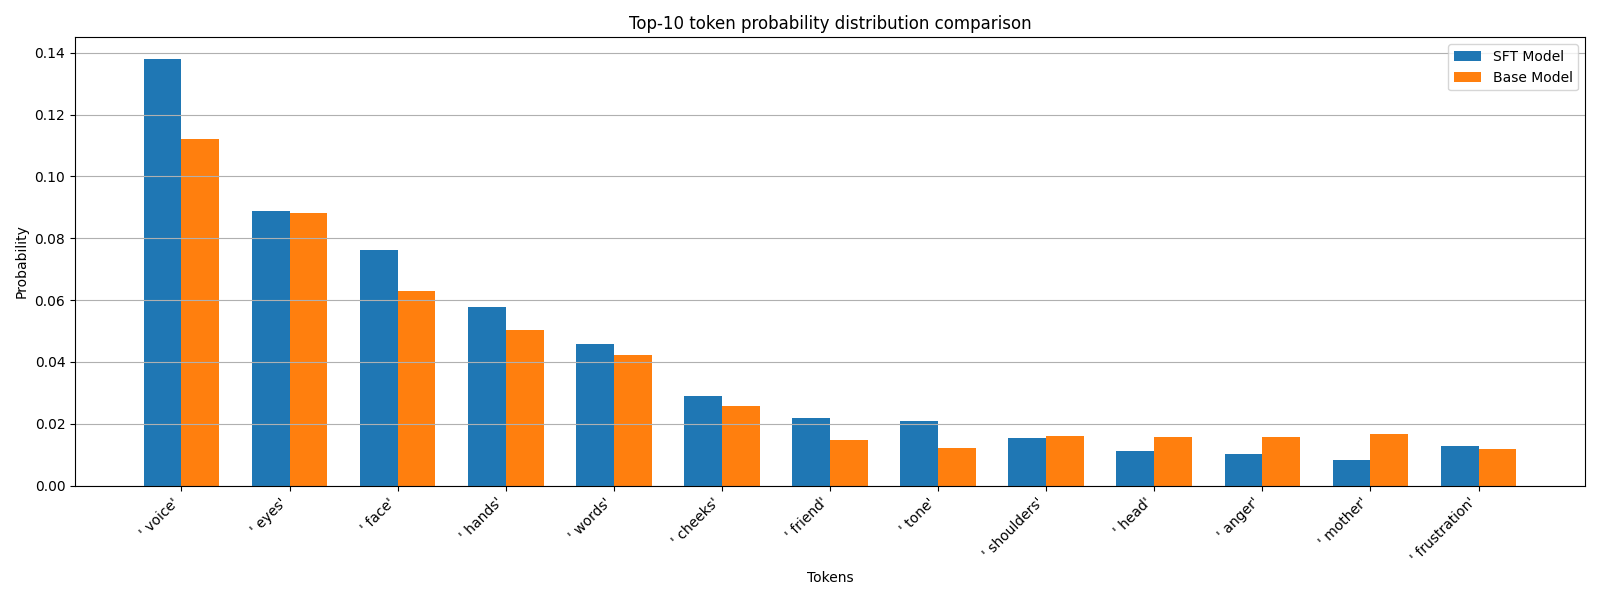 Top-10 token probability distribution comparison
SFT Model
Base Model
Probability
0.14
0.12
0.10
0.08
0.06
0.04
0.02
0.00
' voice'
' eyes'
' face'
' hands'
' words'
' cheeks'
' friend'
' tone'
' shoulders'
' head'
' anger'
' mother'
' frustration'
Tokens